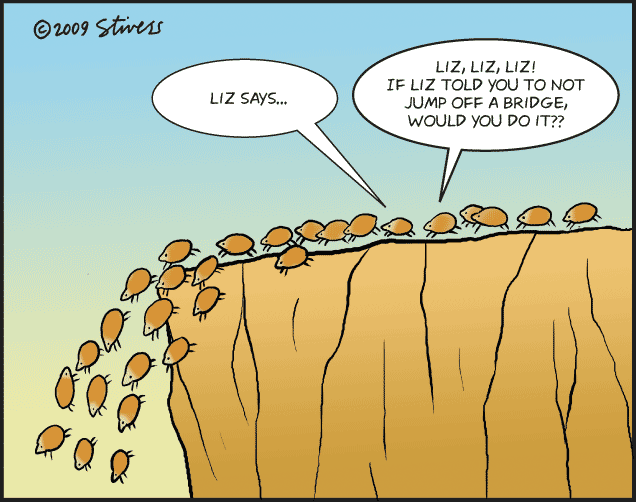 ©2009 Stivers
LIZ SAYS...
LIZ, LIZ, LIZ!
IF LIZ TOLD YOU TO NOT
JUMP OFF A BRIDGE,
WOULD YOU DO IT??